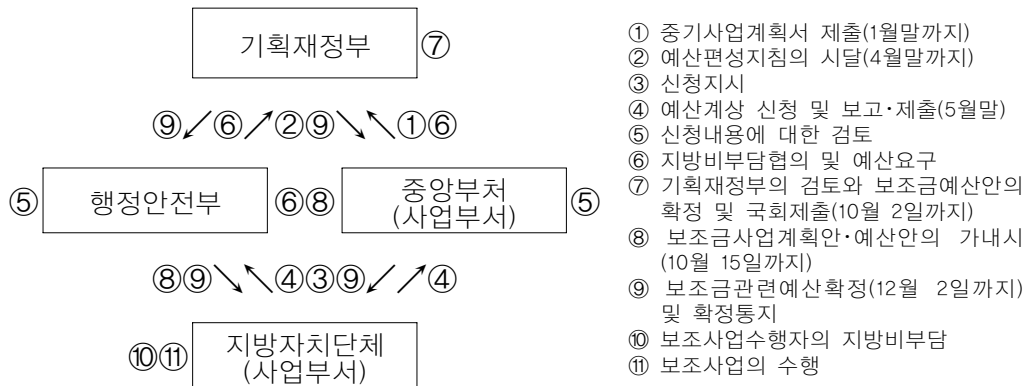 기획재정부 ⑦
⑨ ⑥ ②⑨ ①⑥
⑤ 행정안전부 ⑥⑧ 중앙부처
(사업부서) ⑤
⑧⑨ ④③⑨ ④
⑩⑪ 지방자치단체
(사업부서)
① 중기사업계획서 제출(1월말까지)
② 예산편성지침의 시달(4월말까지)
③ 신청지시
④ 예산계상 신청 및 보고·제출(5월말)
⑤ 신청내용에 대한 검토
⑥ 지방비부담협의 및 예산요구
⑦ 기획재정부의 검토와 보조금예산안의
확정 및 국회제출(10월 2일까지)
⑧ 보조금사업계획안·예산안의 가내시
(10월 15일까지)
⑨ 보조금관련예산확정(12월 2일까지)
및 확정통지
⑩ 보조사업수행자의 지방비부담
⑪ 보조사업의 수행